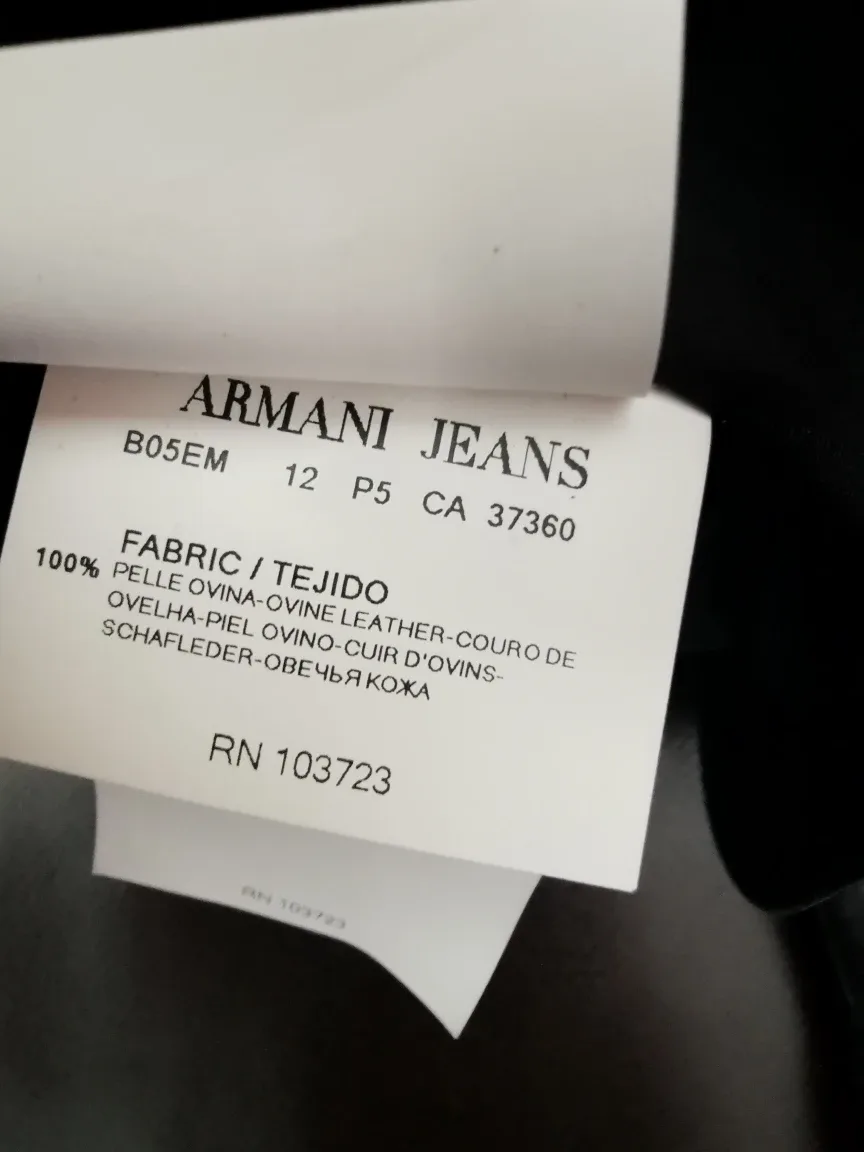 ARMANI JEANS
B05EM 12 P5 CA 37360
FABRIC / TEJIDO
100% PELLE OVINA-OVINE LEATHER-COURO DE
OVELHA-PIEL OVINO-CUIR D'OVINS-
SCHAFLEDER-ОВЕЧЬЯ КОЖА
RN 103723
RN 103723